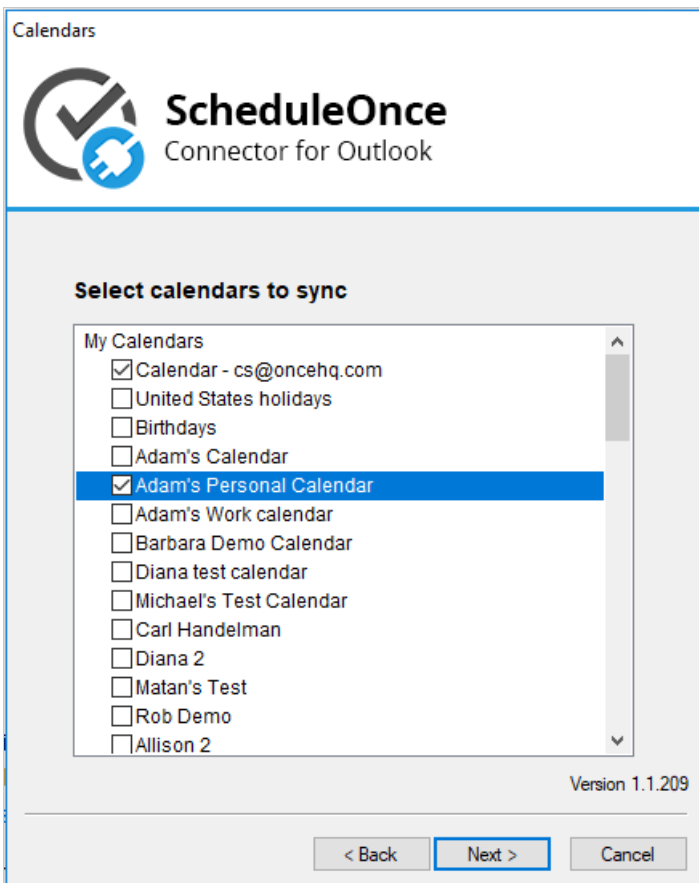 Calendars
ScheduleOnce
Connector for Outlook
Select calendars to sync
My Calendars
Calendar - cs@oncehq.com
United States holidays
Birthdays
Adam's Calendar
Adam's Personal Calendar
Adam's Work calendar
Barbara Demo Calendar
Diana test calendar
Michael's Test Calendar
Carl Handelman
Diana 2
Matan's Test
Rob Demo
Allison 2
Version 1.1.209
< Back Next > Cancel